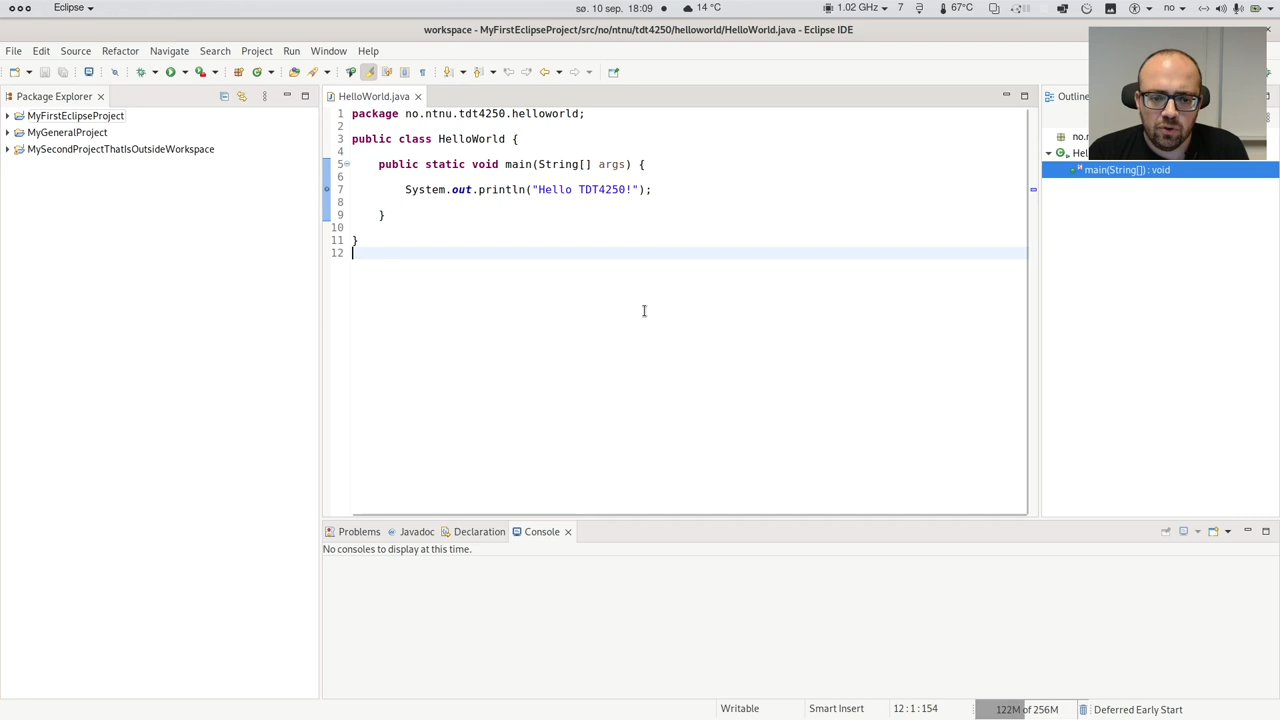 Eclipse
sø. 10 sep. 18:09
14 °C
1.02 GHz
7
67°C
no
workspace - MyFirstEclipseProject/src/no/ntnu/tdt4250/helloworld/HelloWorld.java - Eclipse IDE
File Edit Source Refactor Navigate Search Project Run Window Help
Package Explorer
MyFirstEclipseProject
MyGeneralProject
MySecondProjectThatIsOutsideWorkspace
HelloWorld.java
1 package no.ntnu.tdt4250.helloworld;
2
3 public class HelloWorld {
4
5 public static void main(String[] args) {
6
7 System.out.println("Hello TDT4250!");
8
9 }
10
11 }
12
Outline
no.n
Hel
main(String[]) : void
Problems Javadoc Declaration Console
No consoles to display at this time.
Writable
Smart Insert
12:1:154
122M of 256M
Deferred Early Start